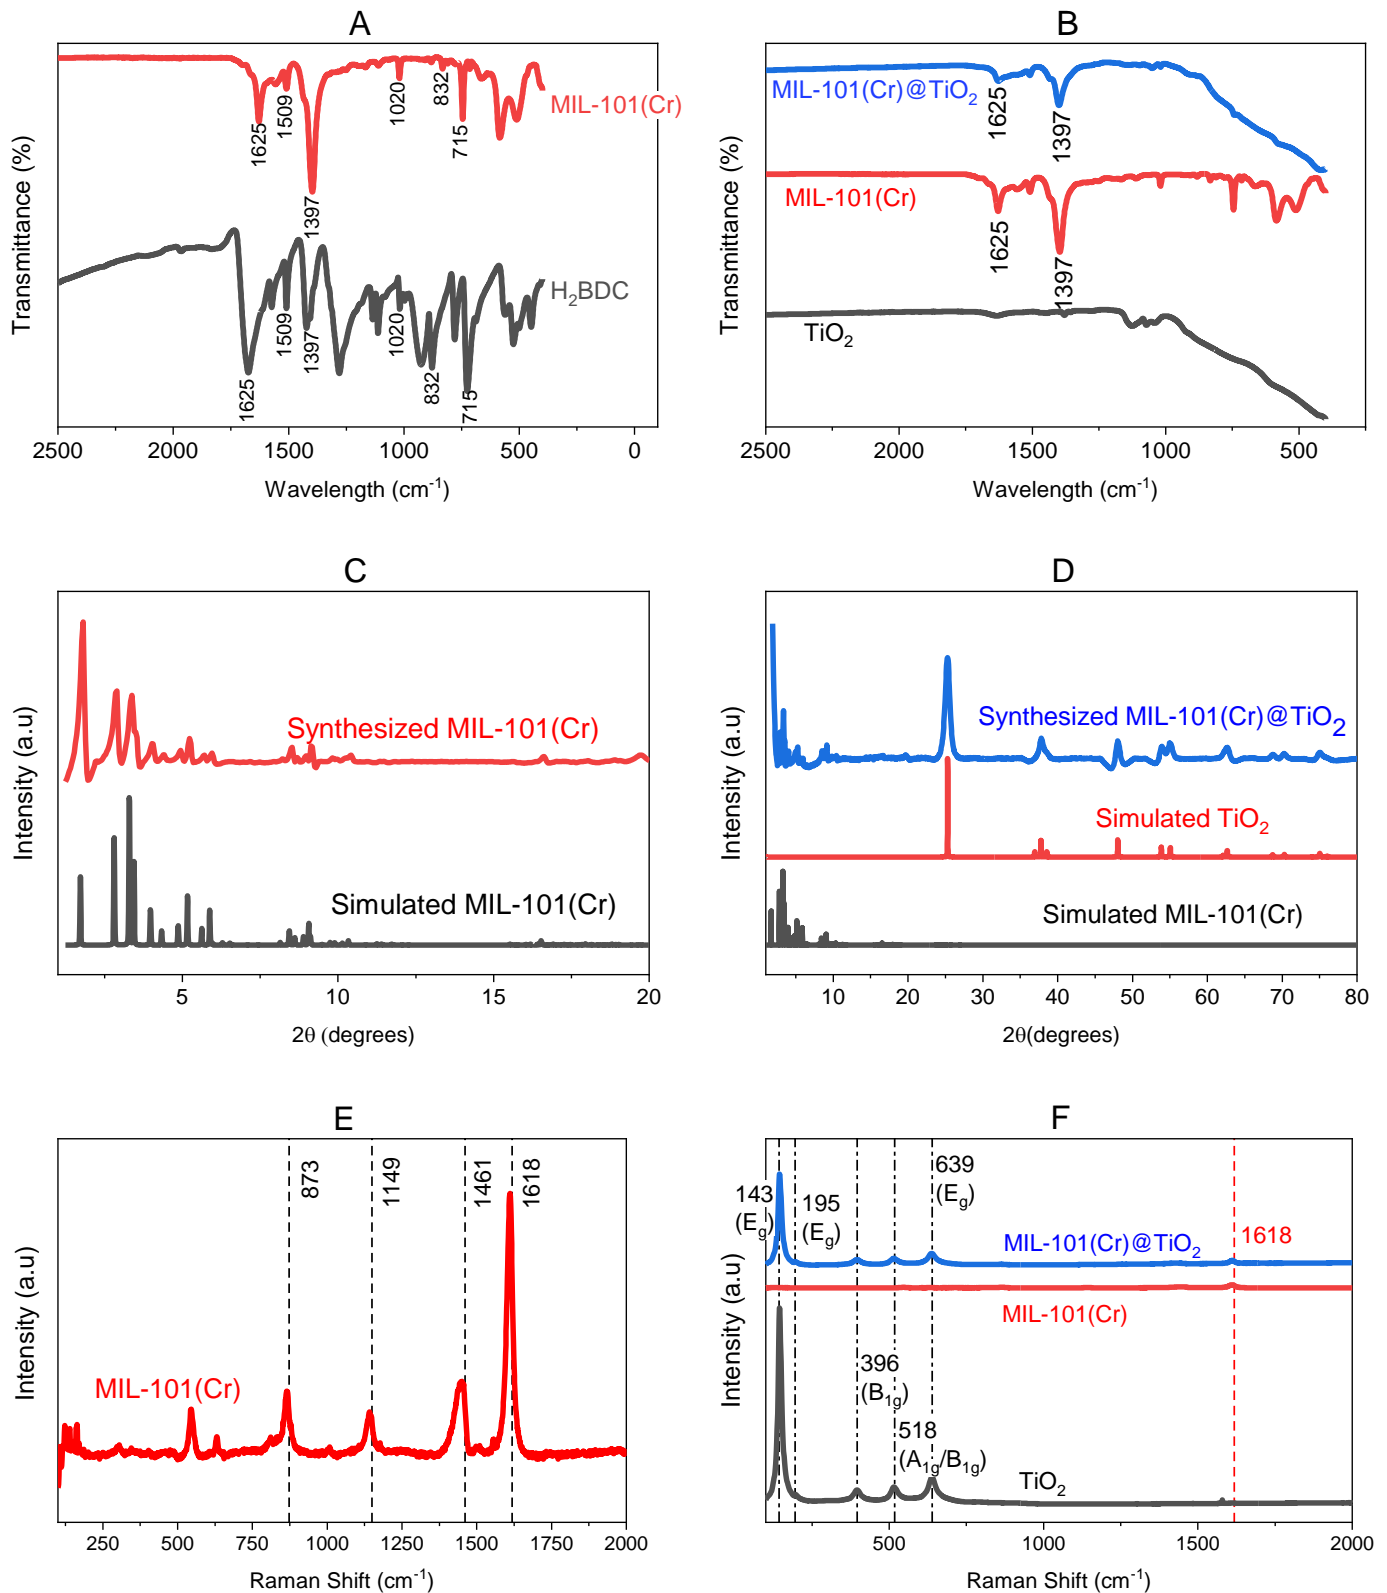 A
MIL-101(Cr)
1625
1509
1397
1020
832
715
H₂BDC
1625
1509
1397
1020
832
715
Transmittance (%)
2500
2000
1500
1000
500
0
Wavelength (cm⁻¹)
B
MIL-101(Cr)@TiO₂
1625
1397
MIL-101(Cr)
1625
1397
TiO₂
Transmittance (%)
2500
2000
1500
1000
500
Wavelength (cm⁻¹)
C
Synthesized MIL-101(Cr)
Simulated MIL-101(Cr)
Intensity (a.u)
5
10
15
20
2θ (degrees)
D
Synthesized MIL-101(Cr)@TiO₂
Simulated TiO₂
Simulated MIL-101(Cr)
Intensity (a.u)
10
20
30
40
50
60
70
80
2θ(degrees)
E
873
1149
1461
1618
MIL-101(Cr)
Intensity (a.u)
250
500
750
1000
1250
1500
1750
2000
Raman Shift (cm⁻¹)
F
143
(E_g)
195
(E_g)
639
(E_g)
MIL-101(Cr)@TiO₂
1618
MIL-101(Cr)
396
(B_1g)
518
(A_1g/B_1g)
TiO₂
Intensity (a.u)
500
1000
1500
2000
Raman Shift (cm⁻¹)